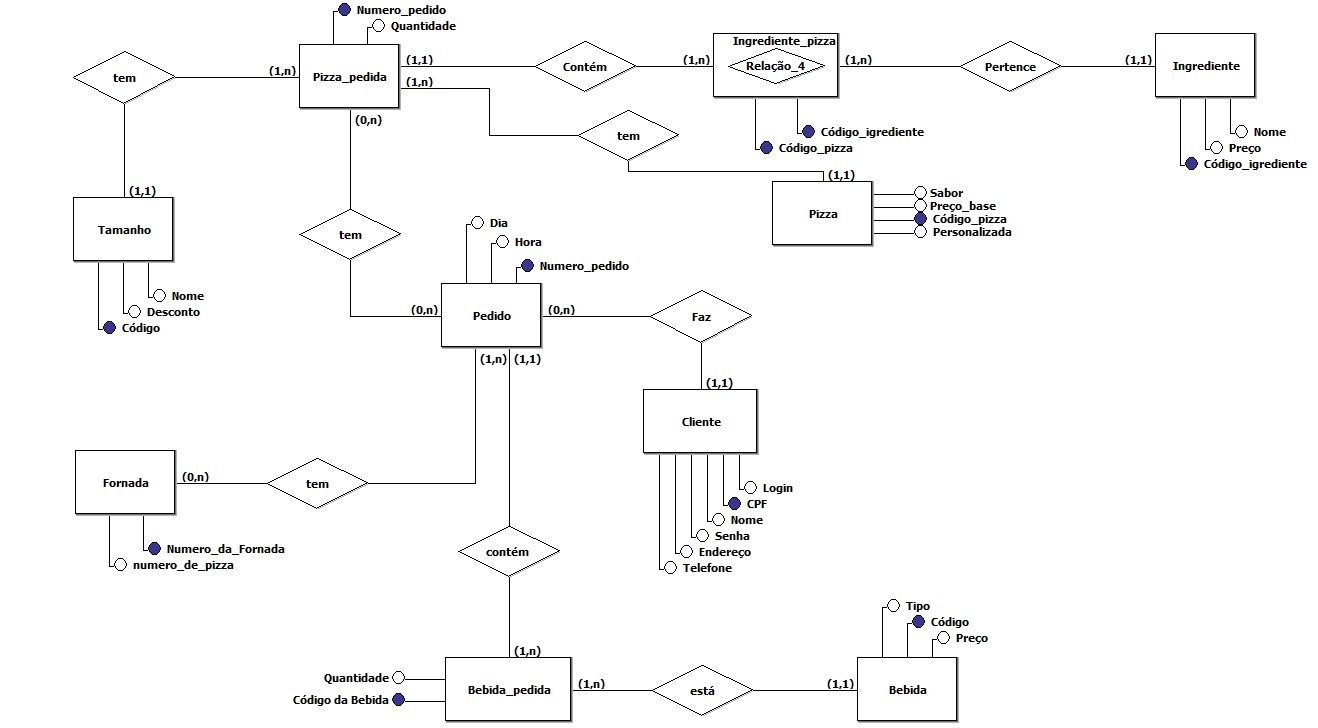 Numero_pedido
Quantidade
tem
(1,n)
Pizza_pedida
(1,1)
(1,n)
(0,n)
Contém
(1,n)
Ingrediente_pizza
Relação_4
(1,n)
Pertence
(1,1)
Ingrediente
Código_igrediente
Código_pizza
Nome
Preço
Código_igrediente
tem
(1,1)
Pizza
Sabor
Preço_base
Código_pizza
Personalizada
(1,1)
Tamanho
Nome
Desconto
Código
tem
Dia
Hora
Numero_pedido
(0,n)
Pedido
(0,n)
Faz
(1,n)
(1,1)
(1,1)
Cliente
Login
CPF
Nome
Senha
Endereço
Telefone
Fornada
(0,n)
tem
Numero_da_Fornada
numero_de_pizza
contém
(1,n)
Quantidade
Código da Bebida
Bebida_pedida
(1,n)
está
(1,1)
Bebida
Tipo
Código
Preço